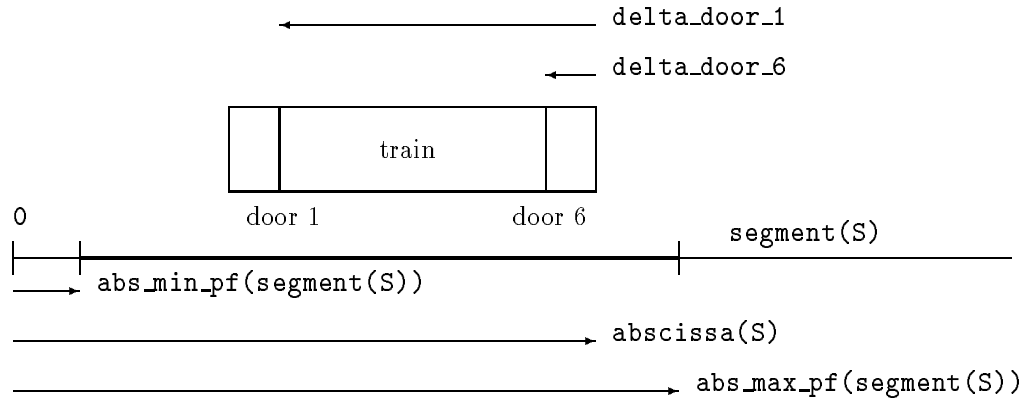 delta_door_1
delta_door_6
train
0
door 1
door 6
segment(S)
abs_min_pf(segment(S))
abscissa(S)
abs_max_pf(segment(S))